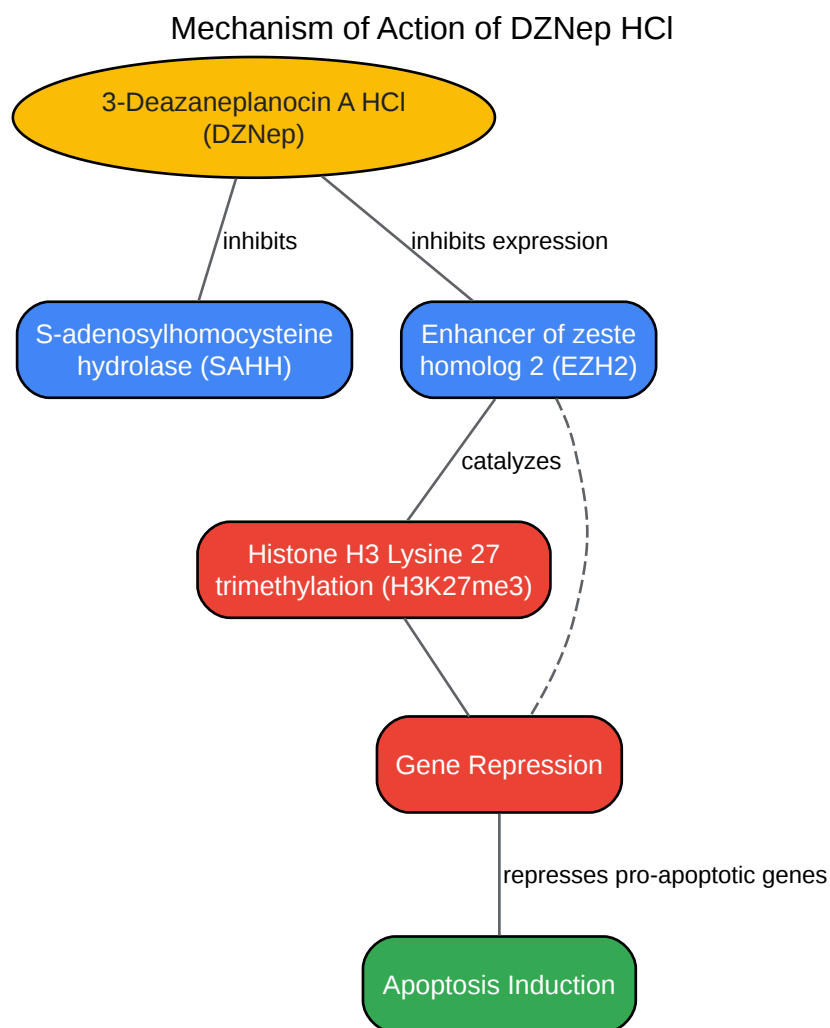 Mechanism of Action of DZNep HCl
3-Deazaneplanocin A HCl
(DZNep)
inhibits
inhibits expression
S-adenosylhomocysteine
hydrolase (SAHH)
Enhancer of zeste
homolog 2 (EZH2)
catalyzes
Histone H3 Lysine 27
trimethylation (H3K27me3)
Gene Repression
represses pro-apoptotic genes
Apoptosis Induction